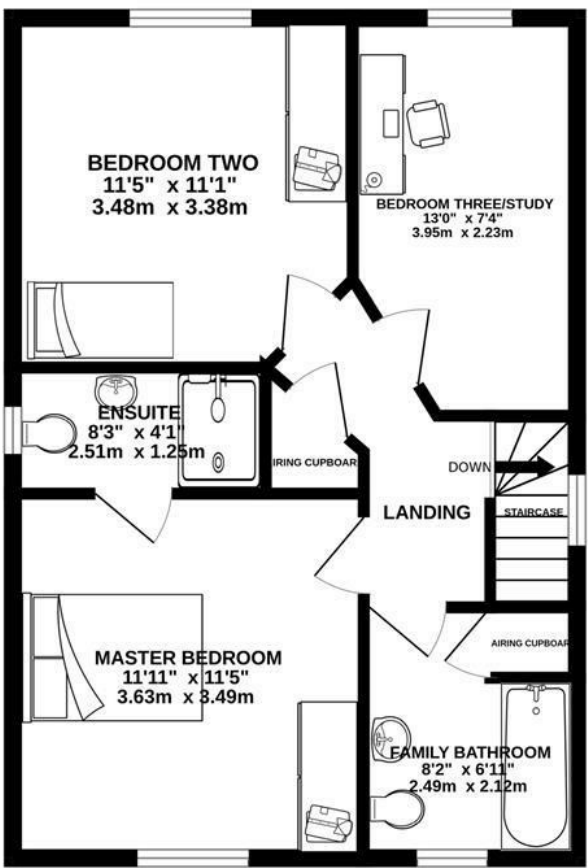 BEDROOM TWO
11'5" x 11'1"
3.48m x 3.38m
BEDROOM THREE/STUDY
13'0" x 7'4"
3.95m x 2.23m
ENSUITE
8'3" x 4'1"
2.51m x 1.25m
IRING CUPBOAR
DOWN
LANDING
STAIRCASE
MASTER BEDROOM
11'11" x 11'5"
3.63m x 3.49m
AIRING CUPBOAR
FAMILY BATHROOM
8'2" x 6'11"
2.49m x 2.12m